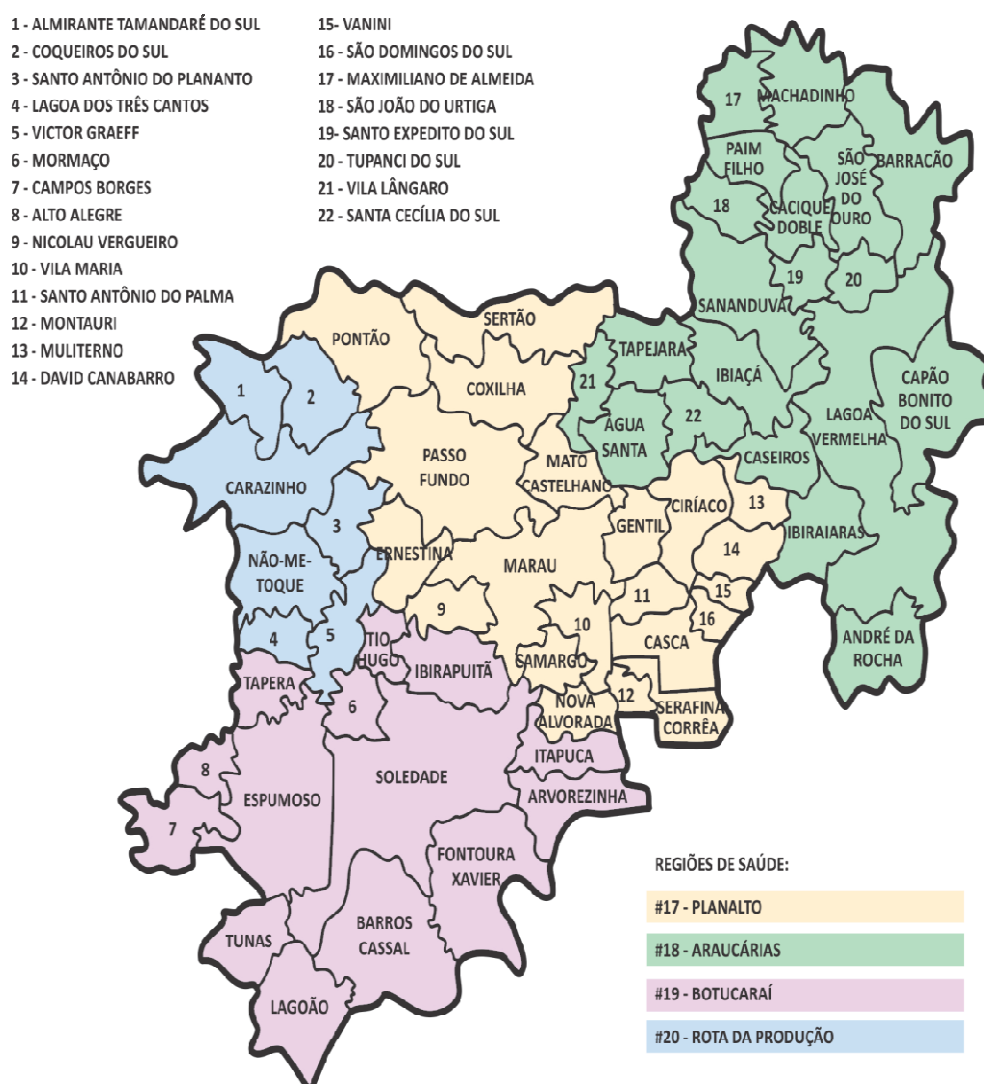 1 - ALMIRANTE TAMANDARÉ DO SUL
2 - COQUEIROS DO SUL
3 - SANTO ANTÔNIO DO PLANANTO
4 - LAGOA DOS TRÊS CANTOS
5 - VICTOR GRAEFF
6 - MORMAÇO
7 - CAMPOS BORGES
8 - ALTO ALEGRE
9 - NICOLAU VERGUEIRO
10 - VILA MARIA
11 - SANTO ANTÔNIO DO PALMA
12 - MONTAURI
13 - MULITERNO
14 - DAVID CANABARRO
15- VANINI
16 - SÃO DOMINGOS DO SUL
17 - MAXIMILIANO DE ALMEIDA
18 - SÃO JOÃO DO URTIGA
19- SANTO EXPEDITO DO SUL
20 - TUPANCI DO SUL
21 - VILA LÂNGARO
22 - SANTA CECÍLIA DO SUL
17
MACHADINHO
PAIM
FILHO
SÃO
JOSÉ
DO
OURO
BARRACÃO
18
CACIQUE
DOBLE
19
20
SANANDUVA
SERTÃO
PONTÃO
TAPEJARA
COXILHA
21
IBIAÇÁ
CAPÃO
BONITO
DO SUL
1
2
ÁGUA
SANTA
22
LAGOA
VERMELHA
PASSO
FUNDO
MATO
CASTELHANO
CASEIROS
CARAZINHO
3
GENTIL
CIRÍACO
13
IBIRAIARAS
ERNESTINA
MARAU
14
NÃO-ME-
TOQUE
9
11
15
16
10
4
5
TIO
HUGO
IBIRAPUITÃ
SAMARGO
CASCA
ANDRÉ DA
ROCHA
TAPERA
6
NOVA
ALVORADA
12
SERAFINA
CORRÊA
ITAPUCA
8
SOLEDADE
ESPUMOSO
ARVOREZINHA
7
FONTOURA
XAVIER
BARROS
CASSAL
TUNAS
LAGOÃO
REGIÕES DE SAÚDE:
#17 - PLANALTO
#18 - ARAUCÁRIAS
#19 - BOTUCARAÍ
#20 - ROTA DA PRODUÇÃO